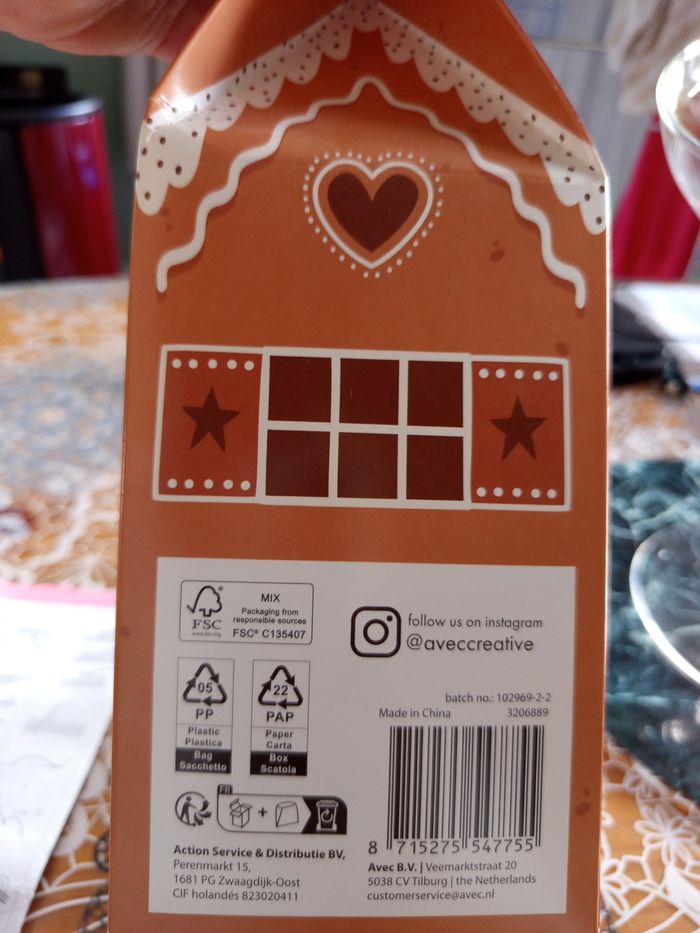 FSC
www.fsc.org
MIX
Packaging from
responsible sources
FSC® C135407
follow us on instagram
@aveccreative
05
PP
Plastic
Plastica
Bag
Sacchetto
22
PAP
Paper
Carta
Box
Scatola
batch no.: 102969-2-2
Made in China 3206889
8 715275 547755
FR
+
Action Service & Distributie BV,
Perenmarkt 15,
1681 PG Zwaagdijk-Oost
CIF holandés 823020411
Avec B.V. | Veemarktstraat 20
5038 CV Tilburg | the Netherlands
customerservice@avec.nl